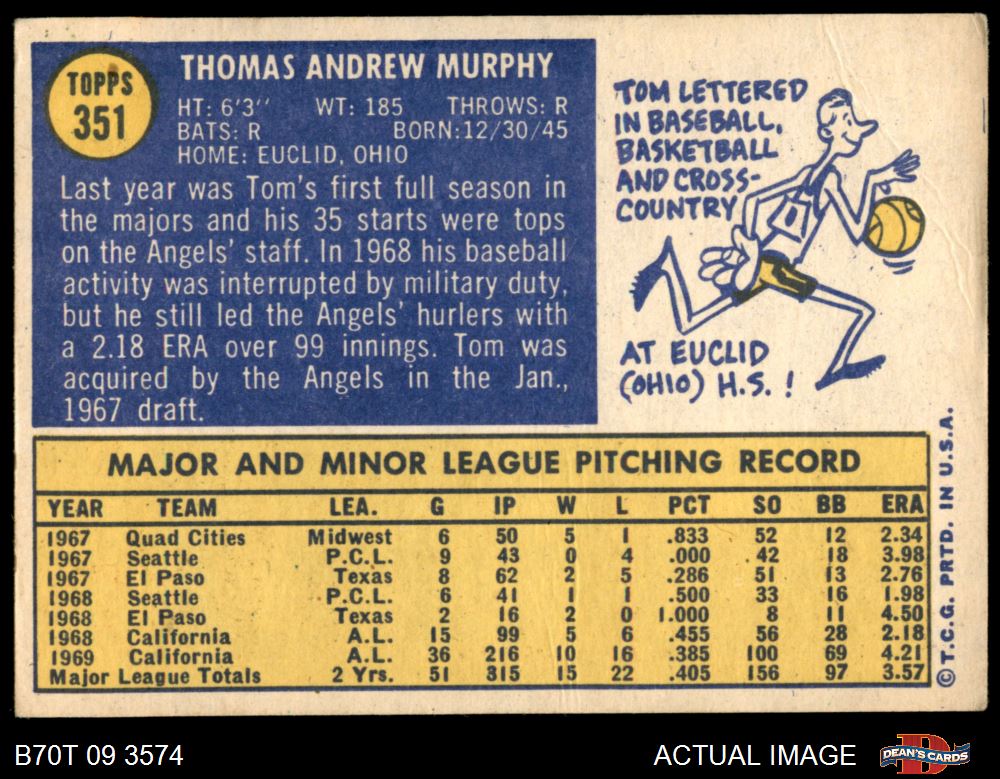 TOPPS
351
THOMAS ANDREW MURPHY
HT: 6'3" WT: 185 THROWS: R
BATS: R BORN:12/30/45
HOME: EUCLID, OHIO
Last year was Tom's first full season in
the majors and his 35 starts were tops
on the Angels' staff. In 1968 his baseball
activity was interrupted by military duty,
but he still led the Angels' hurlers with
a 2.18 ERA over 99 innings. Tom was
acquired by the Angels in the Jan.,
1967 draft.
TOM LETTERED
IN BASEBALL,
BASKETBALL
AND CROSS-
COUNTRY
AT EUCLID
(OHIO) H.S. !
MAJOR AND MINOR LEAGUE PITCHING RECORD
YEAR TEAM LEA. G IP W L PCT SO BB ERA
1967 Quad Cities Midwest 6 50 5 1 .833 52 12 2.34
1967 Seattle P.C.L. 9 43 0 4 .000 42 18 3.98
1967 El Paso Texas 8 62 2 5 .286 51 13 2.76
1968 Seattle P.C.L. 6 41 1 1 .500 33 16 1.98
1968 El Paso Texas 2 16 2 0 1.000 8 11 4.50
1968 California A.L. 15 99 5 6 .455 56 28 2.18
1969 California A.L. 36 216 10 16 .385 100 69 4.21
Major League Totals 2 Yrs. 51 315 15 22 .405 156 97 3.57
©T.C.G. PRTD. IN U.S.A.
B70T 09 3574
ACTUAL IMAGE
DEAN'S CARDS